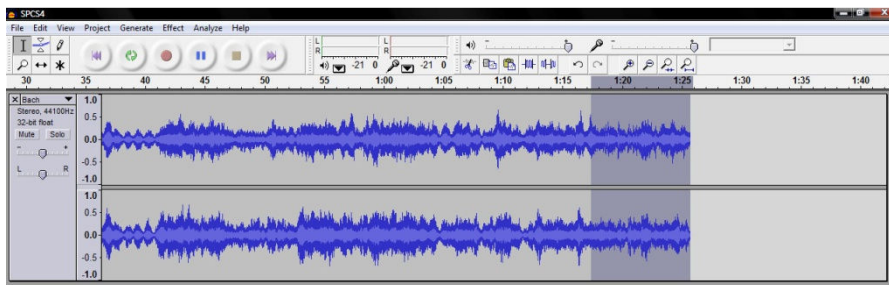 SPCS4
File Edit View Project Generate Effect Analyze Help
L
R
L
R
-21 0
-21 0
30 35 40 45 50 55 1:00 1:05 1:10 1:15 1:20 1:25 1:30 1:35 1:40
X Bach
Stereo, 44100Hz
32-bit float
Mute Solo
- +
L R
1.0
0.5
0.0
-0.5
-1.0
1.0
0.5
0.0
-0.5
-1.0